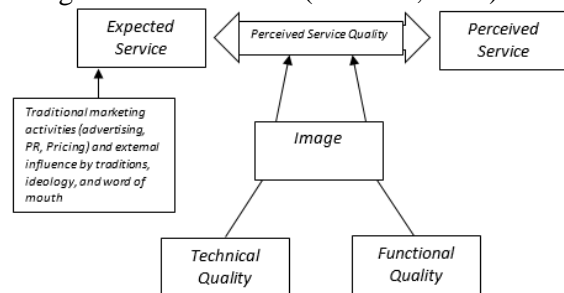 Expected
Service
Perceived Service Quality
Perceived
Service
Traditional marketing
activities (advertising,
PR, Pricing) and external
influence by traditions,
ideology, and word of
mouth
Image
Technical
Quality
Functional
Quality